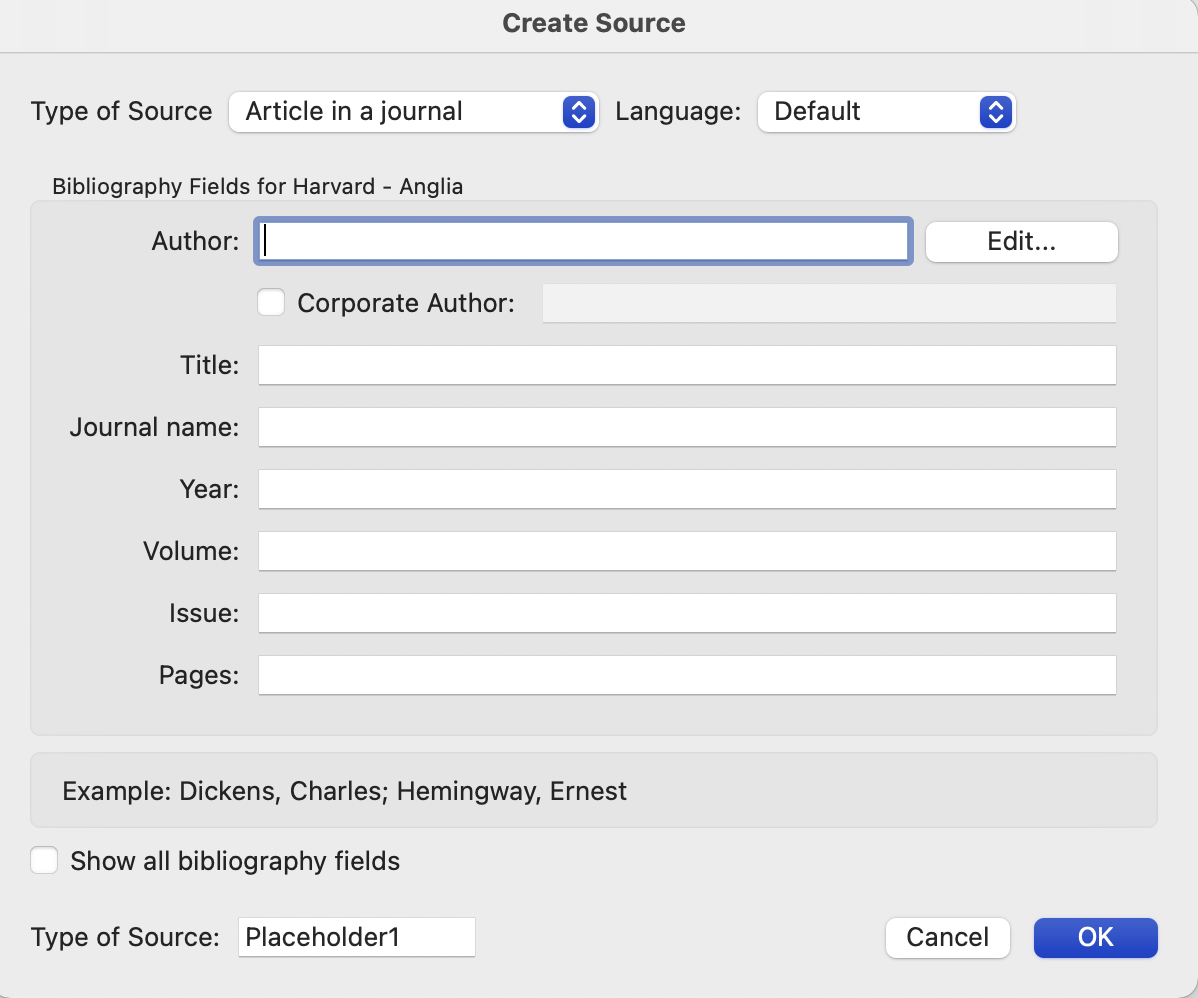 Create Source
Type of Source Article in a journal Language: Default
Bibliography Fields for Harvard - Anglia
Author: Edit...
Corporate Author:
Title:
Journal name:
Year:
Volume:
Issue:
Pages:
Example: Dickens, Charles; Hemingway, Ernest
Show all bibliography fields
Type of Source: Placeholder1 Cancel OK